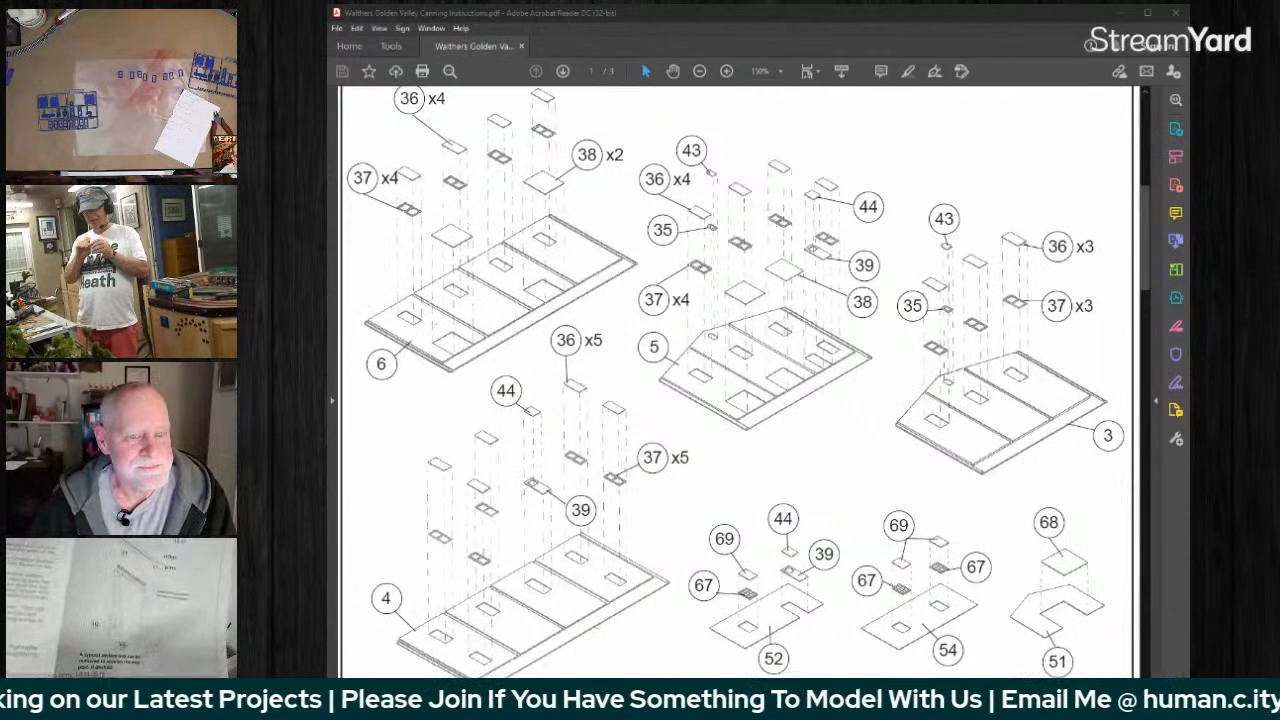 Walthers Golden Valley Canning Instructions.pdf - Adobe Acrobat Reader DC (32-bit)
File Edit View Sign Window Help
Home Tools Walthers Golden Va... ×
StreamYard
1 / 3 150%
36 x4
38 x2
37 x4
6
43
36 x4
35
44
39
37 x4
38
5
43
36 x3
35
37 x3
3
36 x5
44
37 x5
39
4
44
69
39
67
52
69
67
67
54
68
51
Heath
king on our Latest Projects | Please Join If You Have Something To Model With Us | Email Me @ human.c.ity